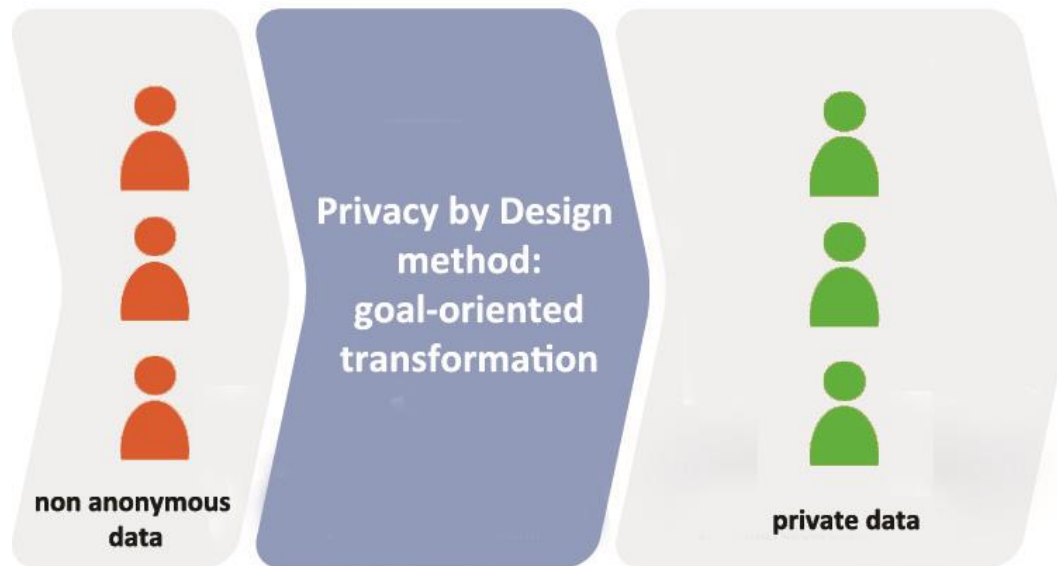 Privacy by Design
method:
goal-oriented
transformation
non anonymous
data
private data